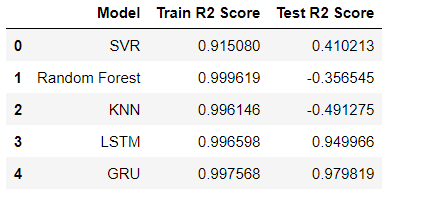 Model Train R2 Score Test R2 Score
0 SVR 0.915080 0.410213
1 Random Forest 0.999619 -0.356545
2 KNN 0.996146 -0.491275
3 LSTM 0.996598 0.949966
4 GRU 0.997568 0.979819